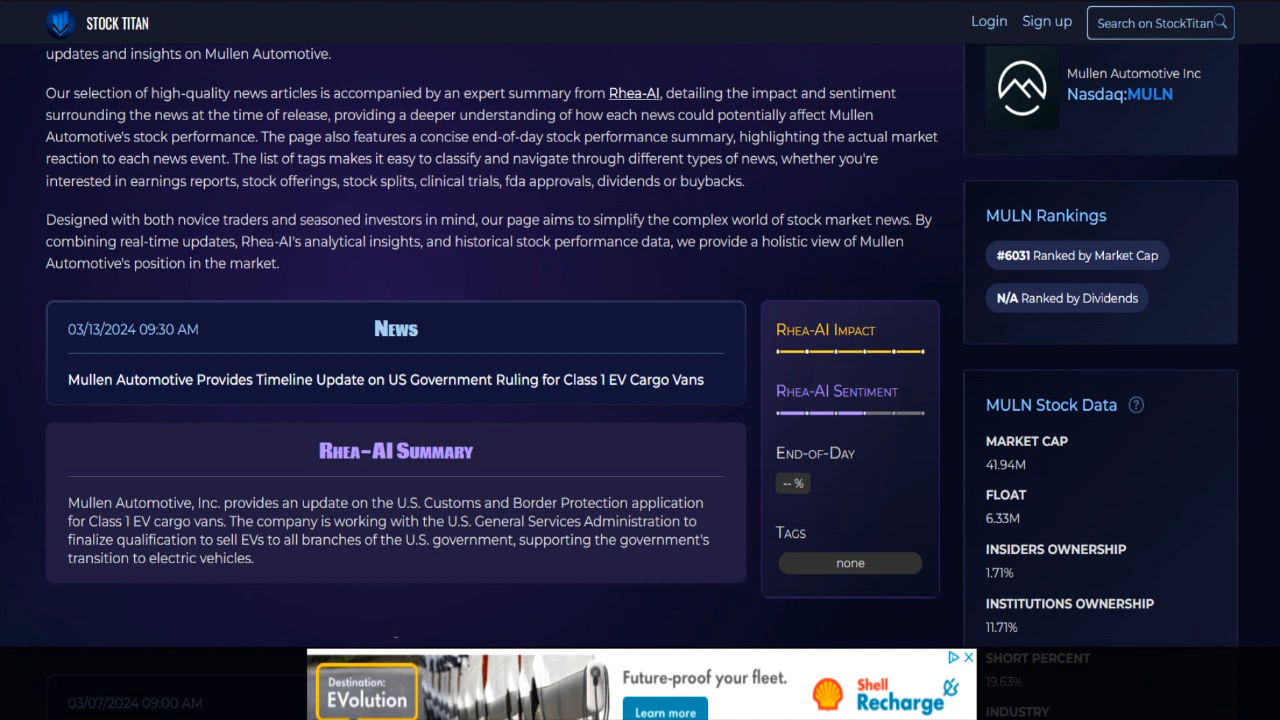 STOCK TITAN
Login Sign up Search on StockTitan
updates and insights on Mullen Automotive.
Our selection of high-quality news articles is accompanied by an expert summary from Rhea-AI, detailing the impact and sentiment
surrounding the news at the time of release, providing a deeper understanding of how each news could potentially affect Mullen
Automotive's stock performance. The page also features a concise end-of-day stock performance summary, highlighting the actual market
reaction to each news event. The list of tags makes it easy to classify and navigate through different types of news, whether you're
interested in earnings reports, stock offerings, stock splits, clinical trials, fda approvals, dividends or buybacks.
Designed with both novice traders and seasoned investors in mind, our page aims to simplify the complex world of stock market news. By
combining real-time updates, Rhea-AI's analytical insights, and historical stock performance data, we provide a holistic view of Mullen
Automotive's position in the market.
03/13/2024 09:30 AM News
Mullen Automotive Provides Timeline Update on US Government Ruling for Class 1 EV Cargo Vans
Rhea-AI Summary
Mullen Automotive, Inc. provides an update on the U.S. Customs and Border Protection application
for Class 1 EV cargo vans. The company is working with the U.S. General Services Administration to
finalize qualification to sell EVs to all branches of the U.S. government, supporting the government's
transition to electric vehicles.
Rhea-AI Impact
Rhea-AI Sentiment
End-of-Day
-- %
Tags
none
03/07/2024 09:00 AM
Mullen Automotive Inc
Nasdaq:MULN
MULN Rankings
#6031 Ranked by Market Cap
N/A Ranked by Dividends
MULN Stock Data ?
MARKET CAP
41.94M
FLOAT
6.33M
INSIDERS OWNERSHIP
1.71%
INSTITUTIONS OWNERSHIP
11.71%
SHORT PERCENT
19.63%
INDUSTRY
Destination:
EVolution
Future-proof your fleet.
Learn more
Shell
Recharge